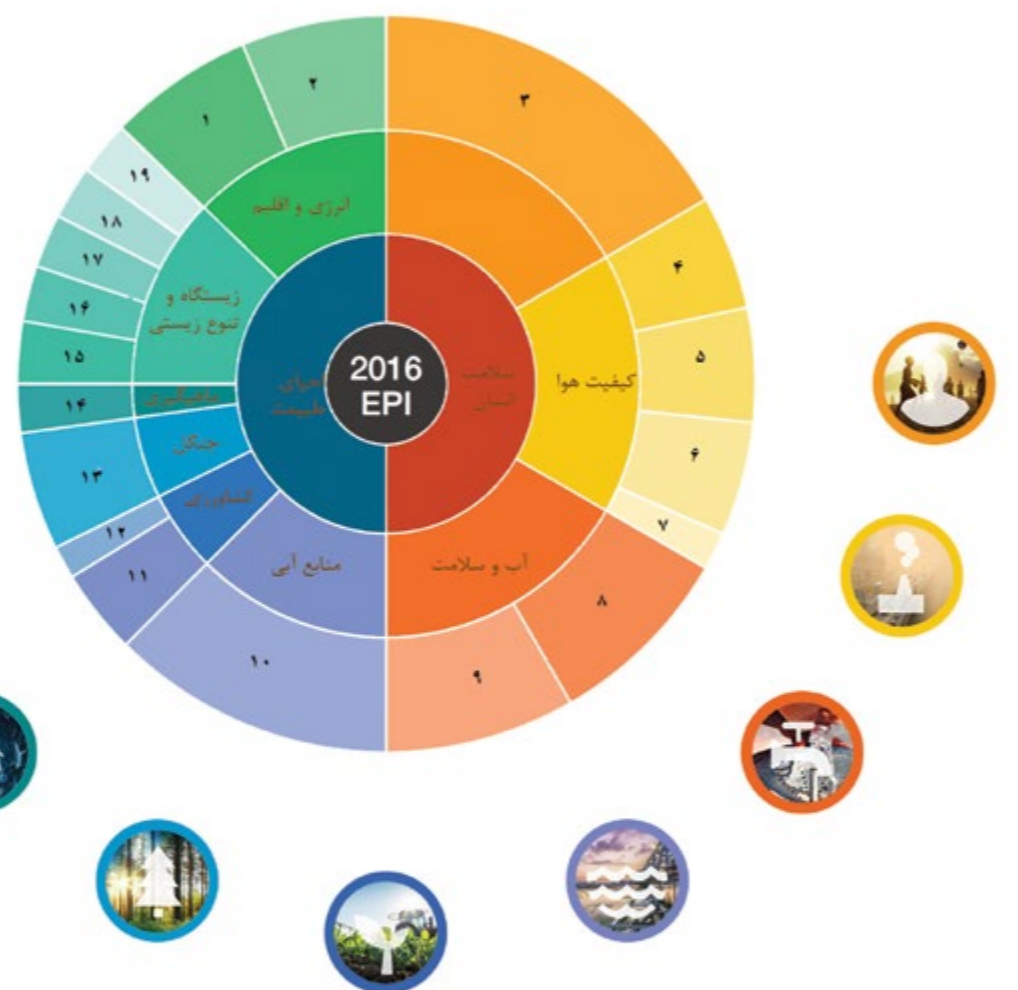 ۲
۳
۱
۱۹
انرژی و اقلیم
۱۸
۴
۱۷
زیستگاه و
تنوع زیستی
۱۶
۱۵
2016
EPI
احیای
طبیعت
سلامت
انسان
کیفیت هوا
۵
۱۴
ماهیگیری
۱۳
جنگل
۶
کشاورزی
۱۲
۷
۱۱
منابع آبی
آب و سلامت
۸
۱۰
۹